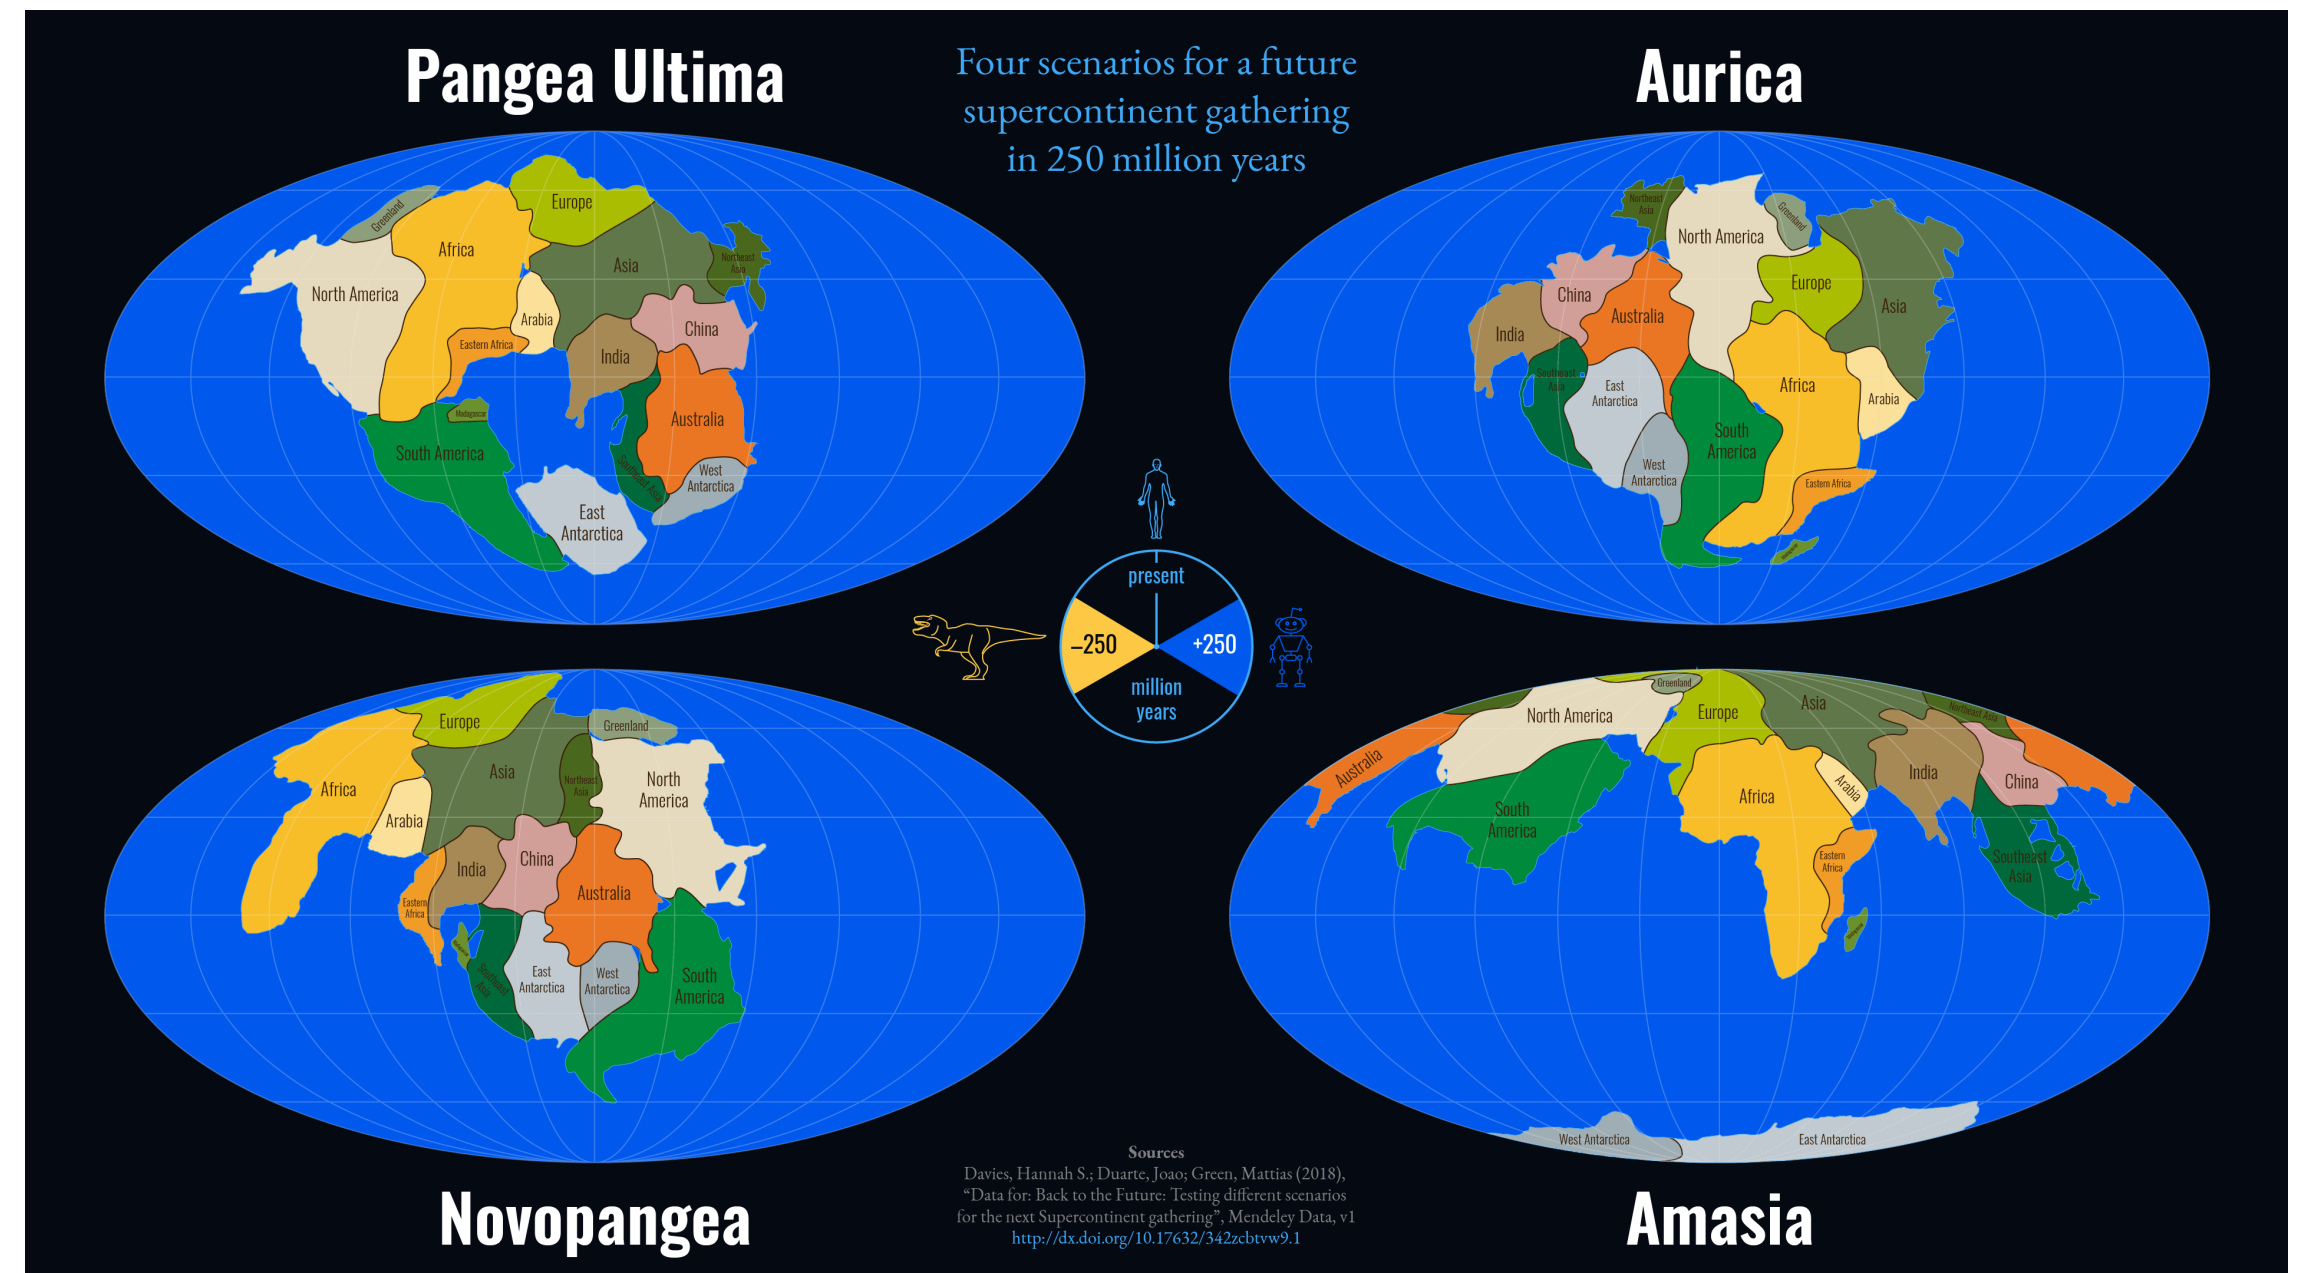 Pangea Ultima
Four scenarios for a future
supercontinent gathering
in 250 million years
Aurica
Greenland
Europe
Africa
Asia
Northeast
Asia
North America
Arabia
Eastern Africa
India
China
Madagascar
South America
Australia
Southeast Asia
West
Antarctica
East
Antarctica
Northeast
Asia
North America
Greenland
Europe
China
Australia
Asia
India
Southeast
Asia
East
Antarctica
Africa
Arabia
South
America
West
Antarctica
Eastern Africa
Madagascar
present
–250
+250
million
years
Europe
Greenland
Asia
Northeast
Asia
North
America
Africa
Arabia
China
India
Australia
Eastern
Africa
Madagascar
Southeast
Asia
East
Antarctica
West
Antarctica
South
America
Greenland
North America
Europe
Asia
Northeast Asia
Australia
India
China
Arabia
Africa
South
America
Eastern
Africa
Southeast
Asia
Madagascar
West Antarctica
East Antarctica
Novopangea
Sources
Davies, Hannah S.; Duarte, Joao; Green, Mattias (2018),
“Data for: Back to the Future: Testing different scenarios
for the next Supercontinent gathering”, Mendeley Data, v1
http://dx.doi.org/10.17632/342zcbtvw9.1
Amasia